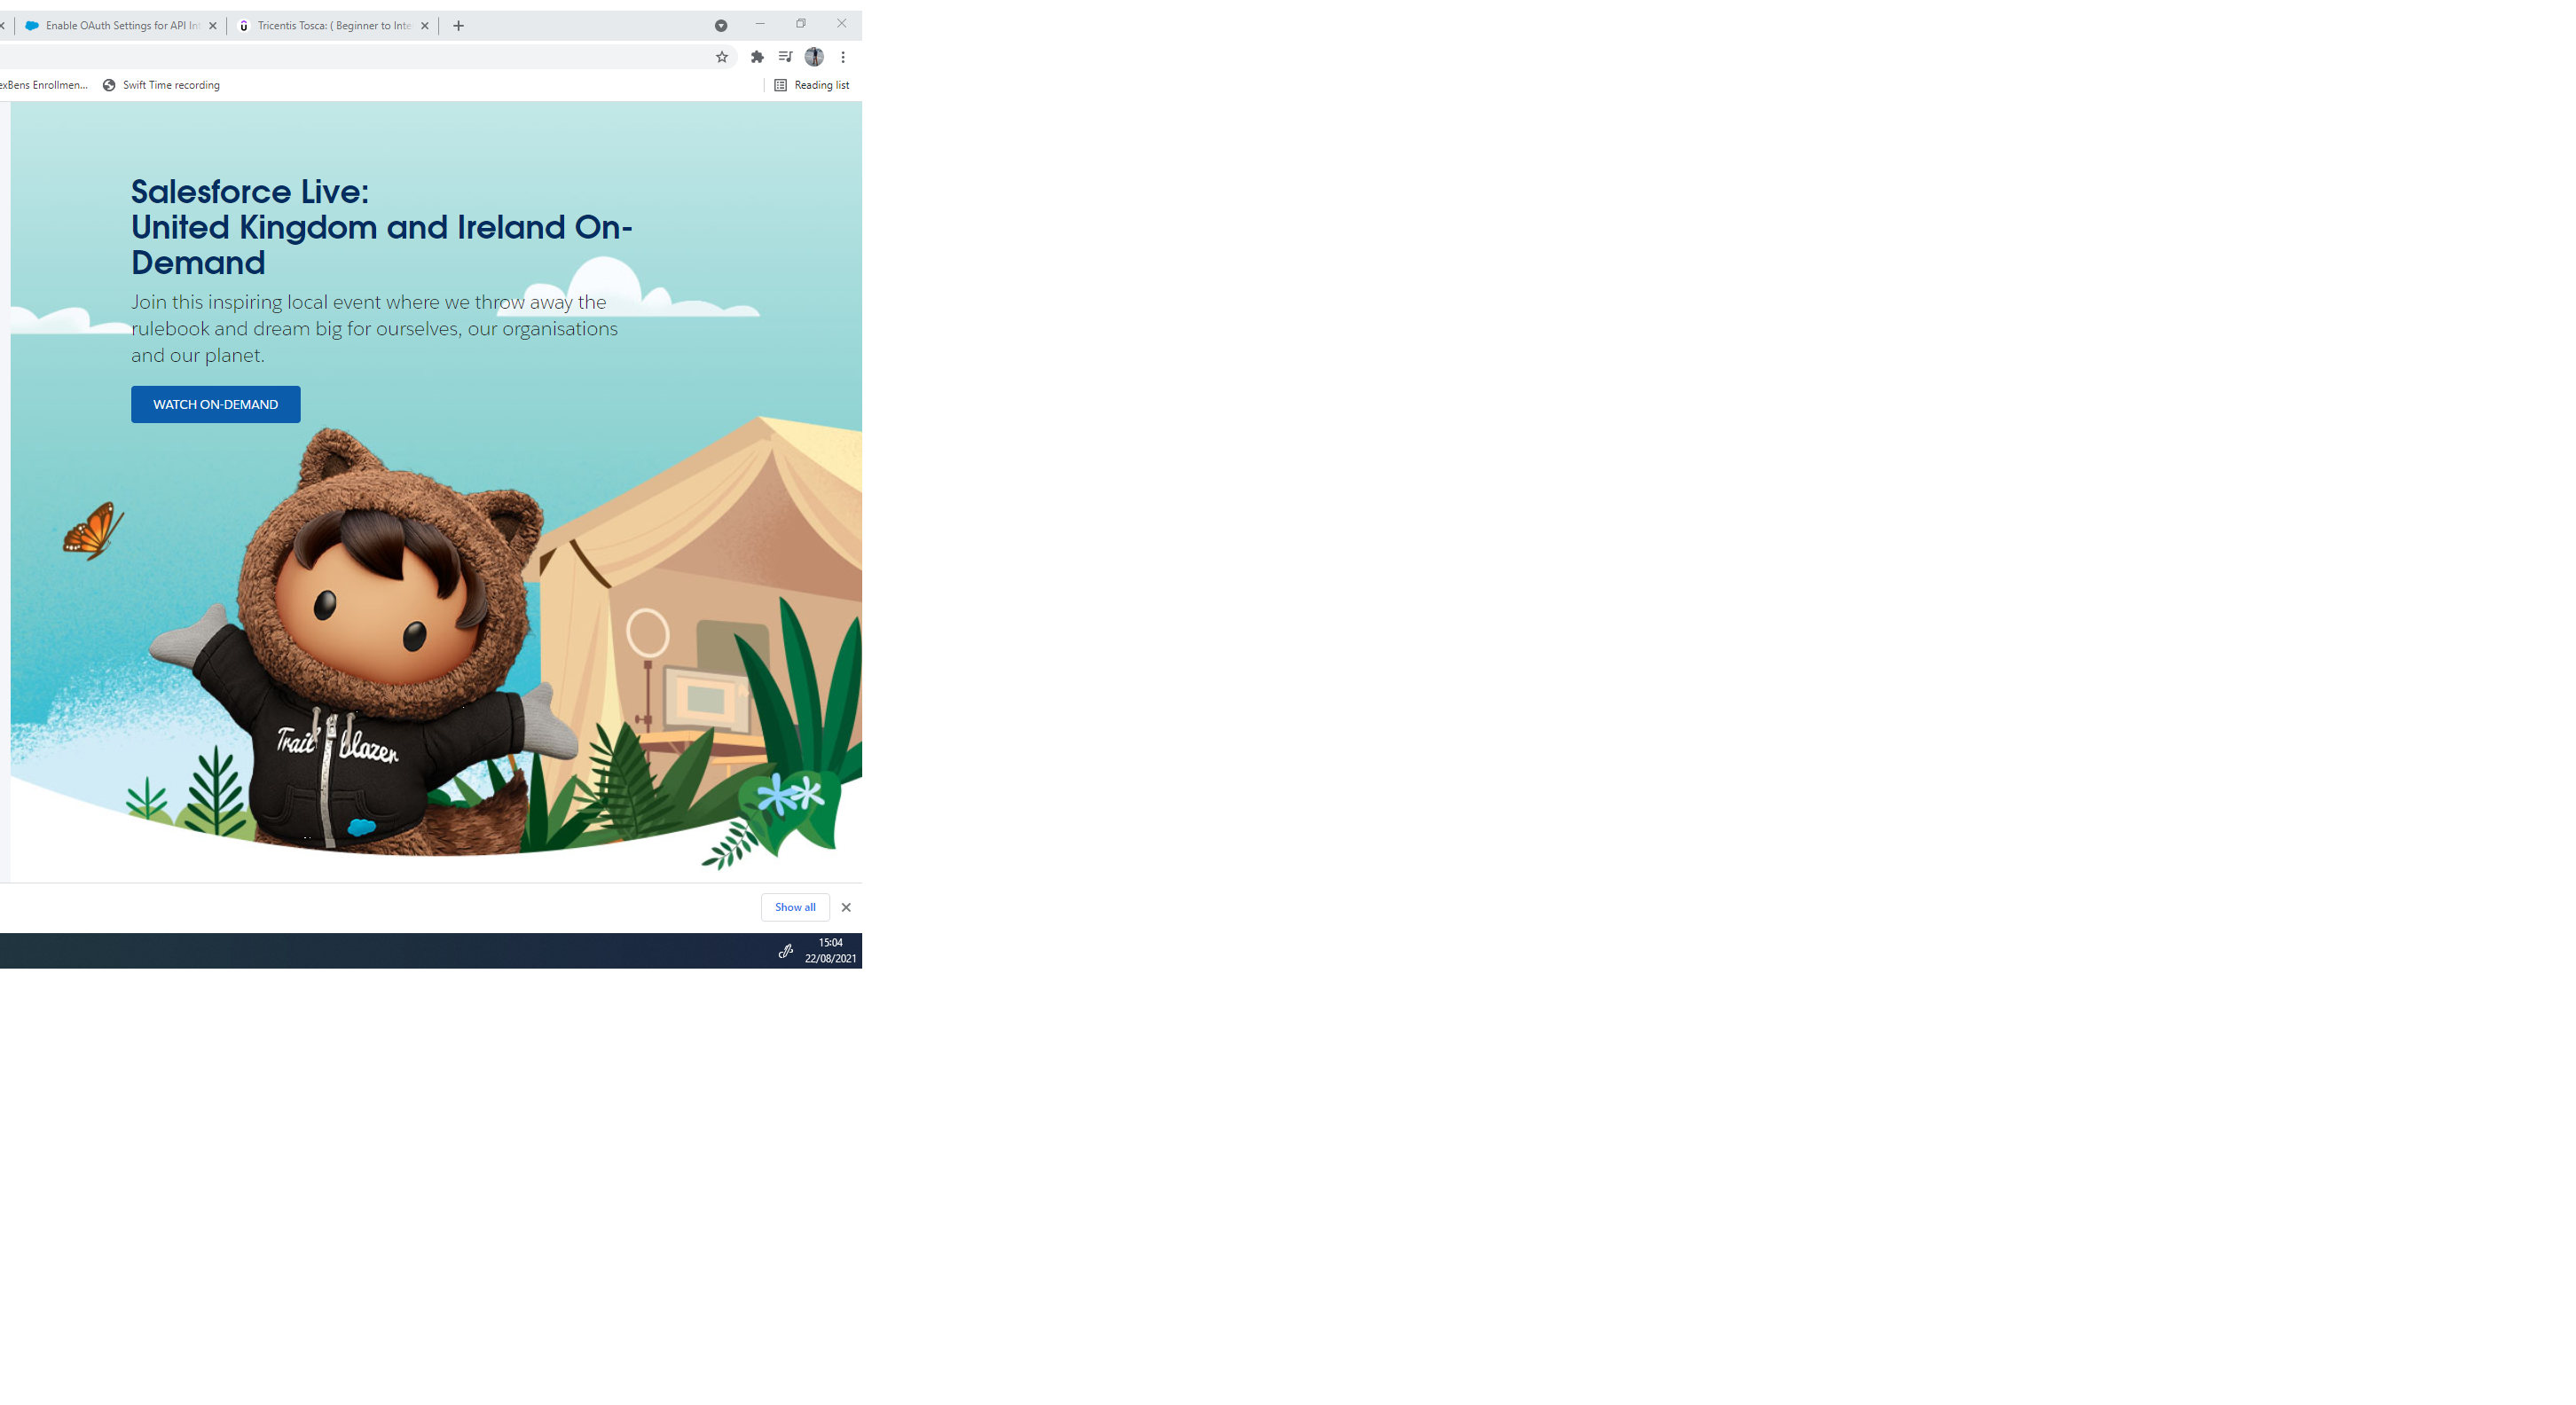 Enable OAuth Settings for API Int
Tricentis Tosca: ( Beginner to Inte
exBens Enrollmen...
Swift Time recording
Reading list
Salesforce Live:
United Kingdom and Ireland On-
Demand
Join this inspiring local event where we throw away the
rulebook and dream big for ourselves, our organisations
and our planet.
WATCH ON-DEMAND
Trail blazer
Show all
15:04
22/08/2021